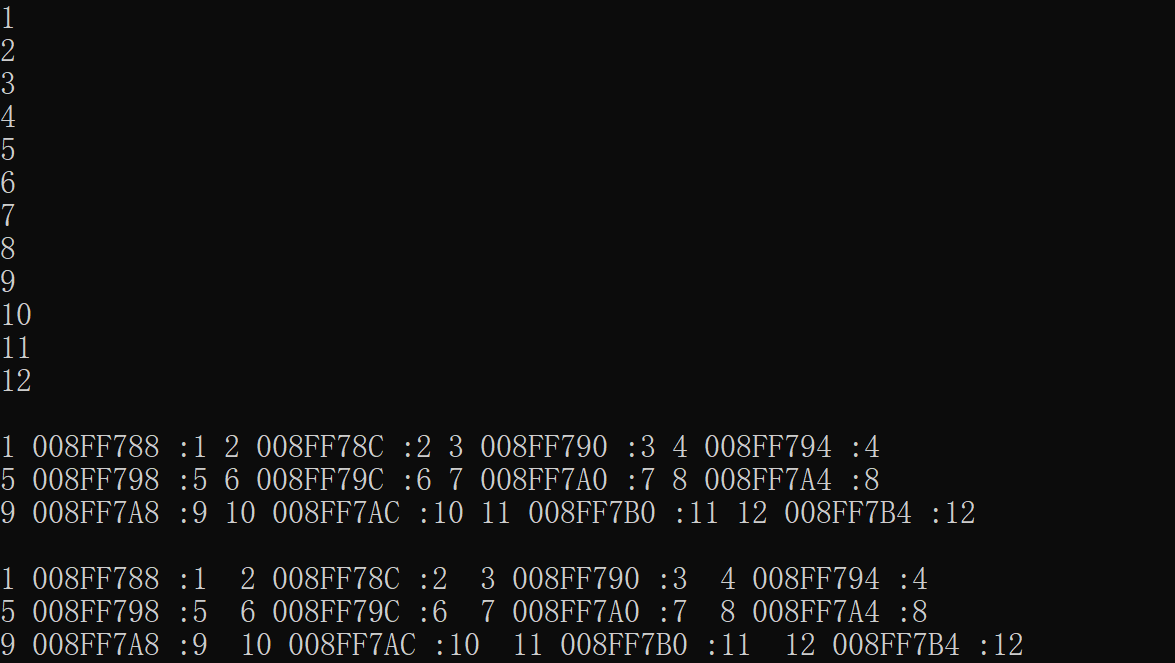 1
2
3
4
5
6
7
8
9
10
11
12
1 008FF788 :1 2 008FF78C :2 3 008FF790 :3 4 008FF794 :4
5 008FF798 :5 6 008FF79C :6 7 008FF7A0 :7 8 008FF7A4 :8
9 008FF7A8 :9 10 008FF7AC :10 11 008FF7B0 :11 12 008FF7B4 :12
1 008FF788 :1  2 008FF78C :2  3 008FF790 :3  4 008FF794 :4
5 008FF798 :5  6 008FF79C :6  7 008FF7A0 :7  8 008FF7A4 :8
9 008FF7A8 :9  10 008FF7AC :10  11 008FF7B0 :11  12 008FF7B4 :12